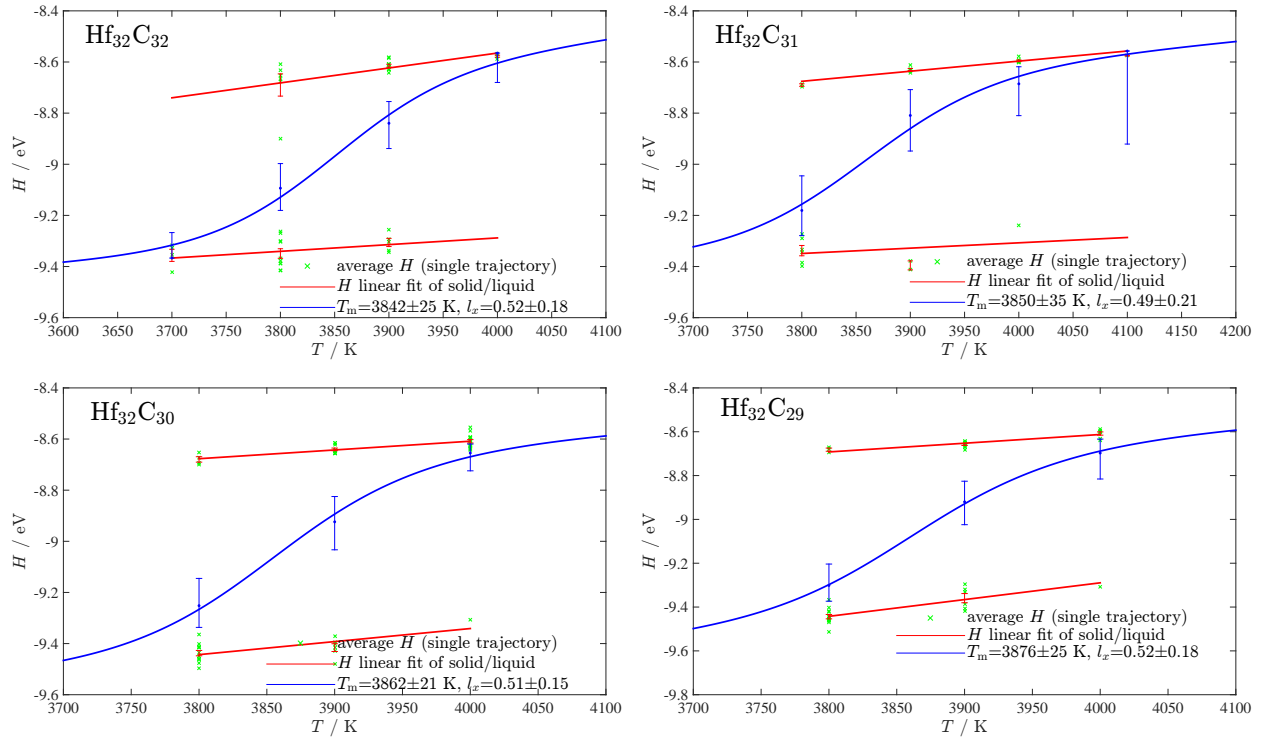 Hf32C32
-8.4
-8.6
-8.8
-9
-9.2
-9.4
-9.6
H / eV
average H (single trajectory)
H linear fit of solid/liquid
Tm=3842±25 K, lx=0.52±0.18
3600 3650 3700 3750 3800 3850 3900 3950 4000 4050 4100
T / K
Hf32C31
-8.4
-8.6
-8.8
-9
-9.2
-9.4
-9.6
H / eV
average H (single trajectory)
H linear fit of solid/liquid
Tm=3850±35 K, lx=0.49±0.21
3700 3750 3800 3850 3900 3950 4000 4050 4100 4150 4200
T / K
Hf32C30
-8.4
-8.6
-8.8
-9
-9.2
-9.4
-9.6
H / eV
average H (single trajectory)
H linear fit of solid/liquid
Tm=3862±21 K, lx=0.51±0.15
3700 3750 3800 3850 3900 3950 4000 4050 4100
T / K
Hf32C29
-8.4
-8.6
-8.8
-9
-9.2
-9.4
-9.6
-9.8
H / eV
average H (single trajectory)
H linear fit of solid/liquid
Tm=3876±25 K, lx=0.52±0.18
3700 3750 3800 3850 3900 3950 4000 4050 4100
T / K